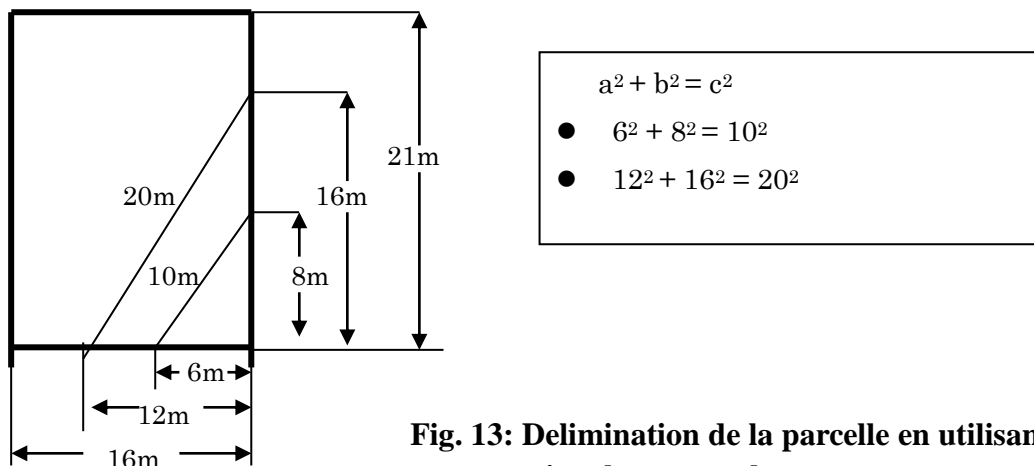 21m
16m
20m
10m
8m
6m
12m
16m
a² + b² = c²
● 6² + 8² = 10²
● 12² + 16² = 20²
Fig. 13: Delimination de la parcelle en utilisan